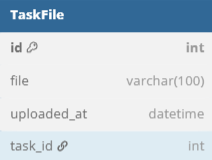 TaskFile
id int
file varchar(100)
uploaded_at datetime
task_id int